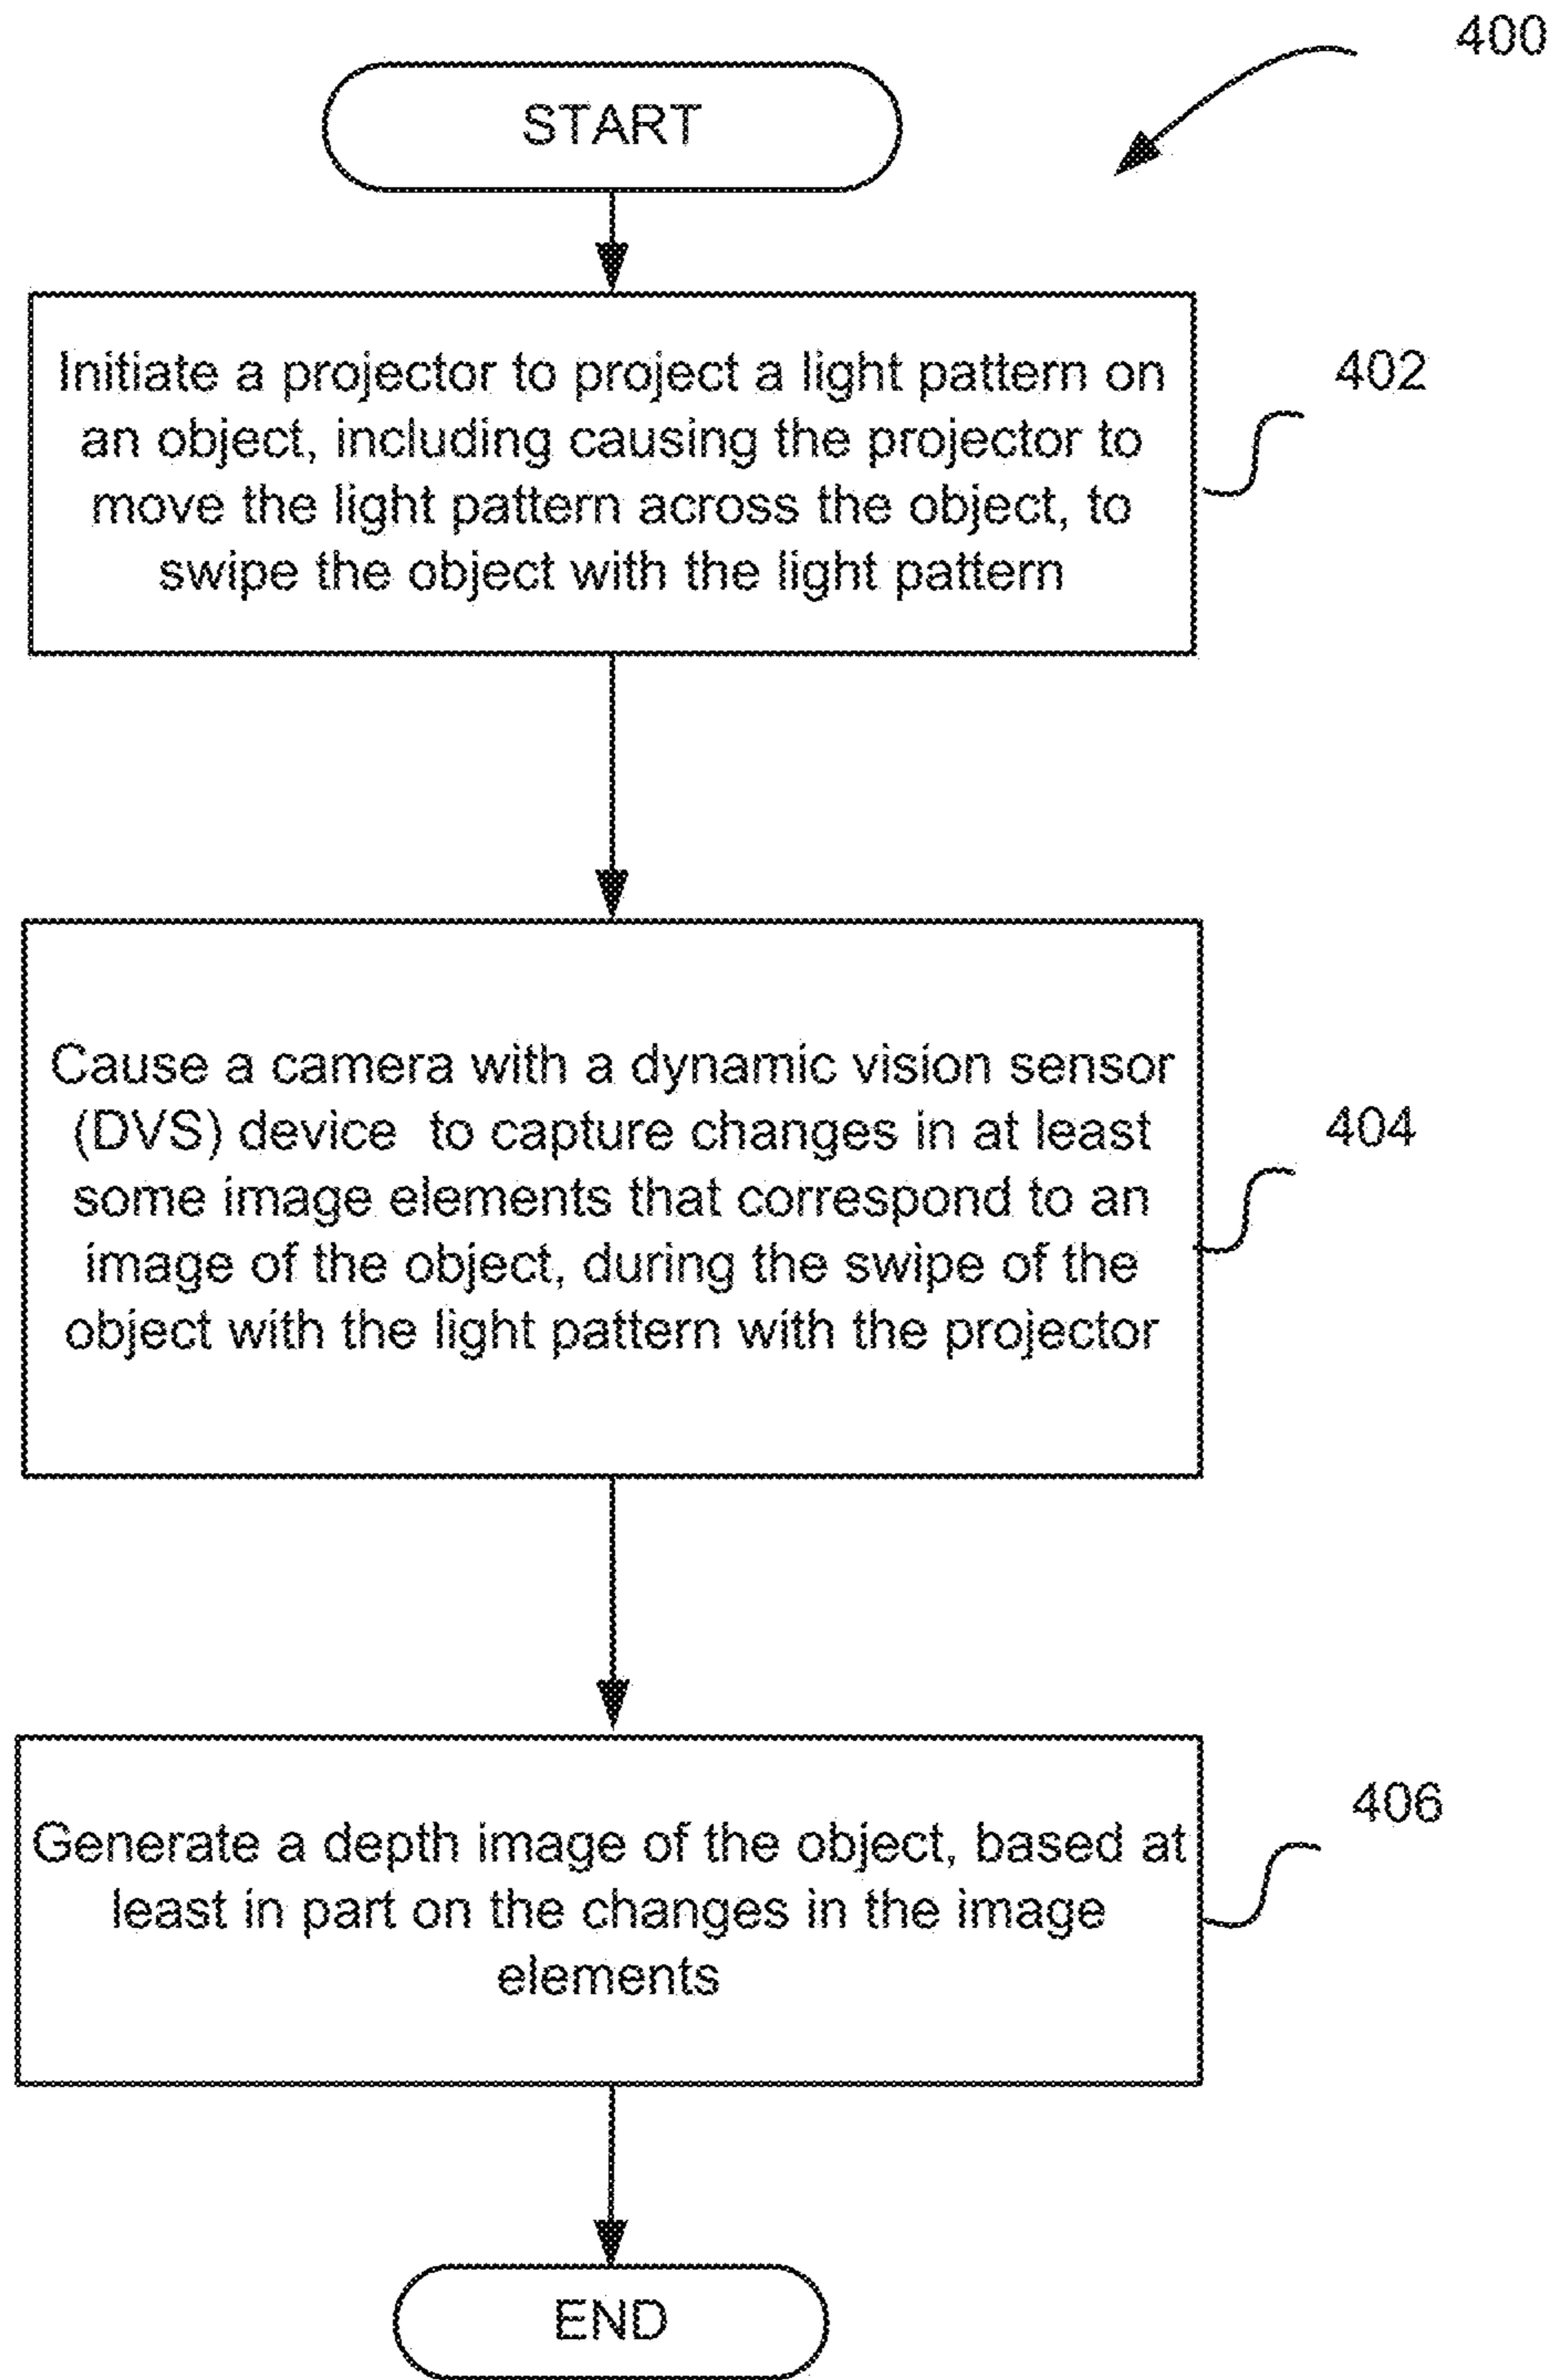 400
START
Initiate a projector to project a light pattern on
an object, including causing the projector to
move the light pattern across the object, to
swipe the object with the light pattern
402
Cause a camera with a dynamic vision sensor
(DVS) device to capture changes in at least
some image elements that correspond to an
image of the object, during the swipe of the
object with the light pattern with the projector
404
Generate a depth image of the object, based at
least in part on the changes in the image
elements
406
END